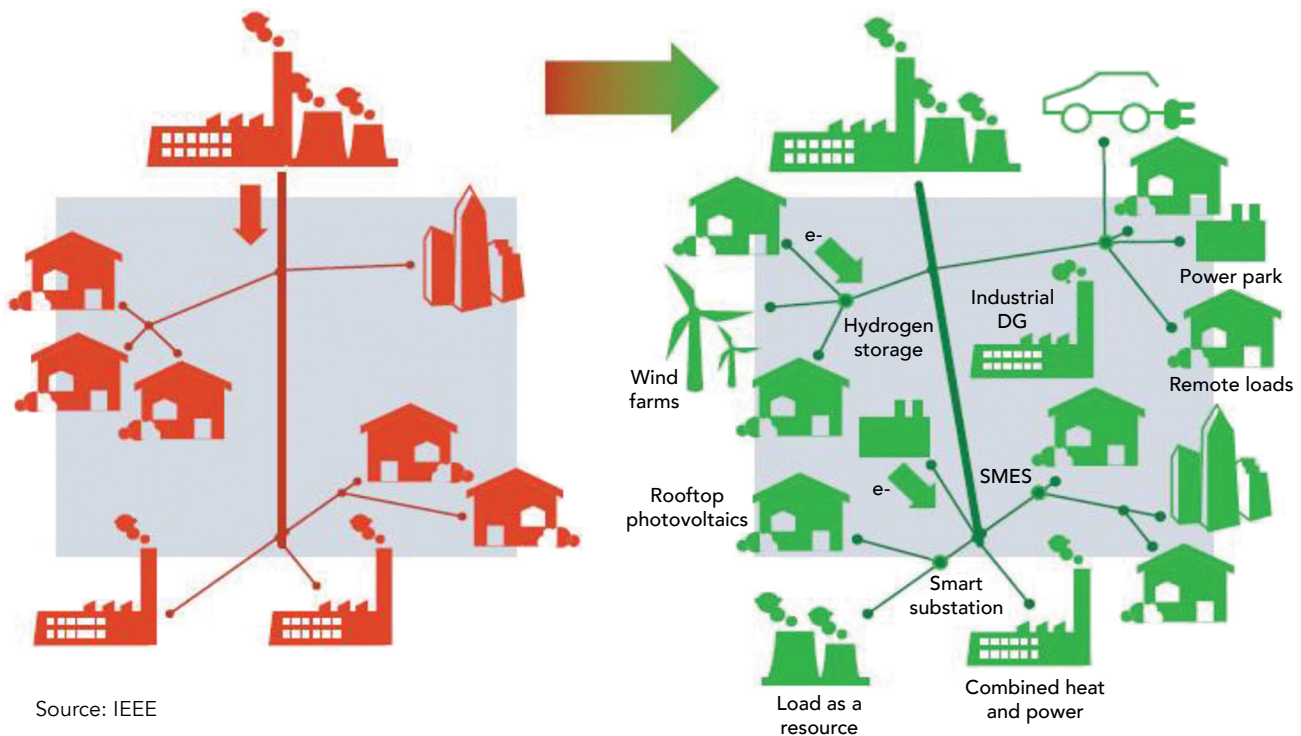 e-
Power park
Industrial
DG
Hydrogen
storage
Wind
farms
Remote loads
SMES
e-
Rooftop
photovoltaics
Smart
substation
Load as a
resource
Combined heat
and power
Source: IEEE